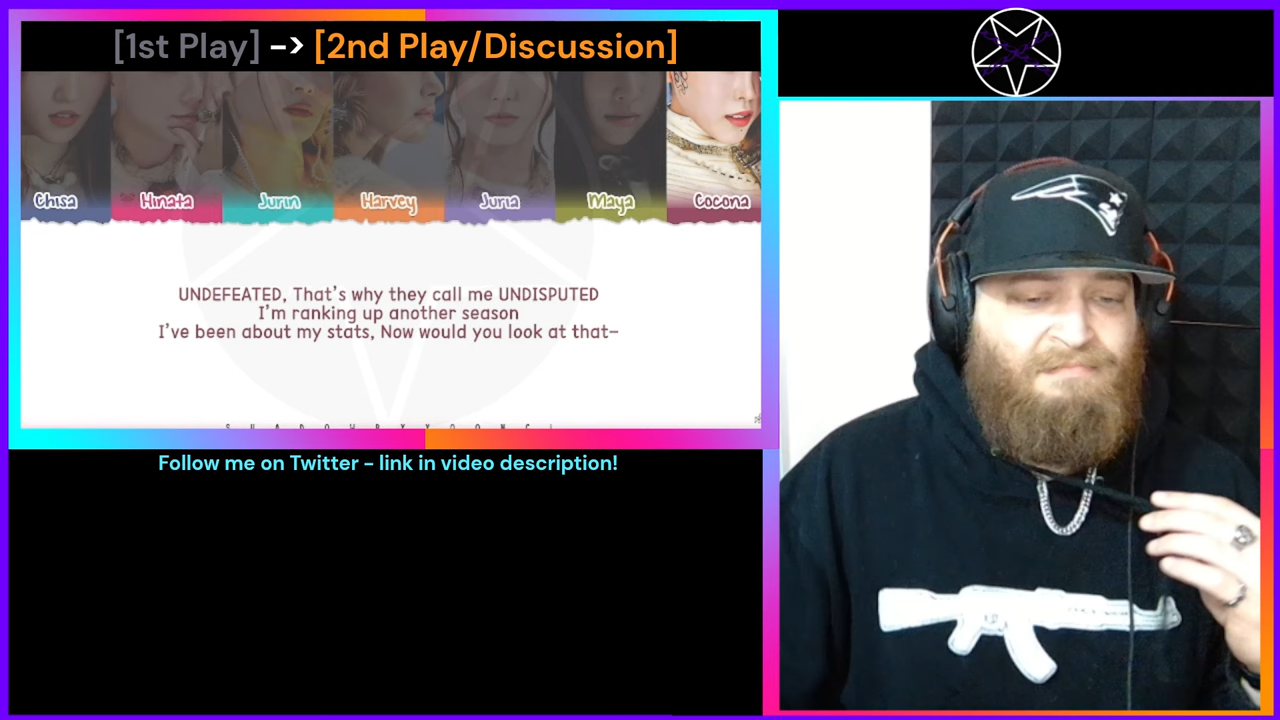 [1st Play] -> [2nd Play/Discussion]
Chisa Hinata Jurin Harvey Juria Maya Cocona
UNDEFEATED, That's why they call me UNDISPUTED
I'm ranking up another season
I've been about my stats, Now would you look at that-
Follow me on Twitter - link in video description!